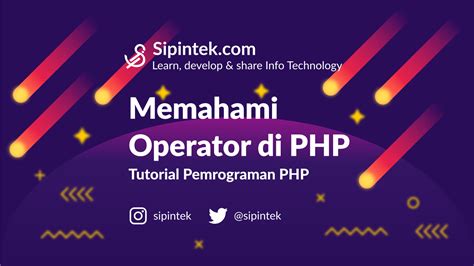 Sipintek.com
Learn, develop & share Info Technology
Memahami
Operator di PHP
Tutorial Pemrograman PHP
sipintek
@sipintek